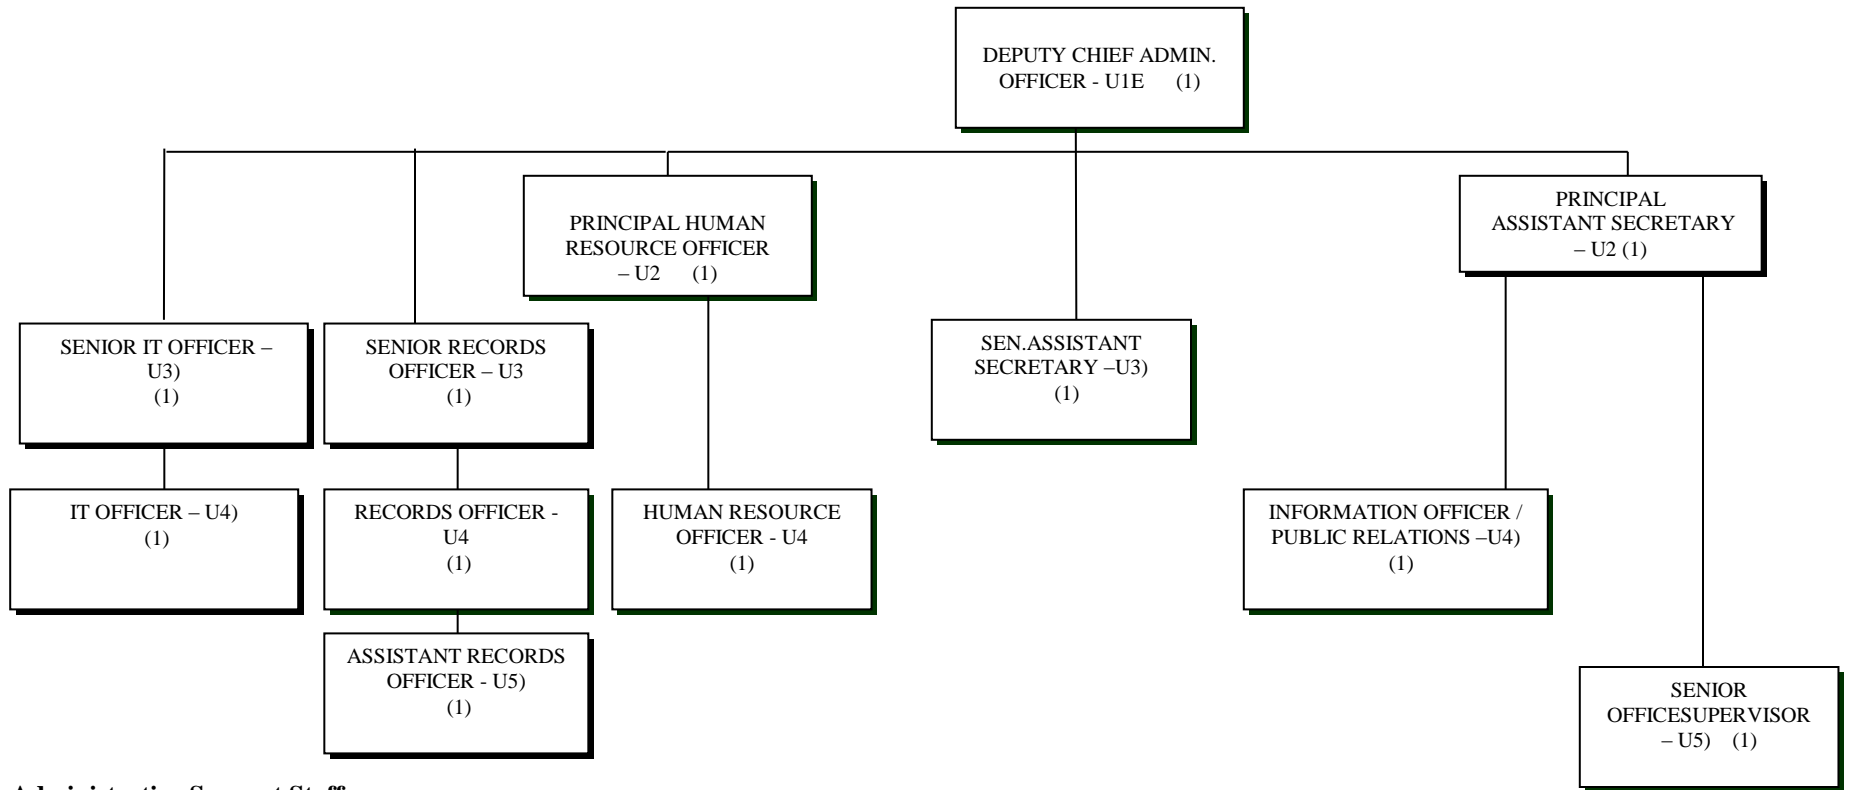 DEPUTY CHIEF ADMIN.
OFFICER - U1E (1)
PRINCIPAL HUMAN
RESOURCE OFFICER
– U2 (1)
PRINCIPAL
ASSISTANT SECRETARY
– U2 (1)
SENIOR IT OFFICER –
U3)
(1)
SENIOR RECORDS
OFFICER – U3
(1)
SEN.ASSISTANT
SECRETARY –U3)
(1)
IT OFFICER – U4)
(1)
RECORDS OFFICER -
U4
(1)
HUMAN RESOURCE
OFFICER - U4
(1)
INFORMATION OFFICER /
PUBLIC RELATIONS –U4)
(1)
ASSISTANT RECORDS
OFFICER - U5)
(1)
SENIOR
OFFICESUPERVISOR
– U5) (1)